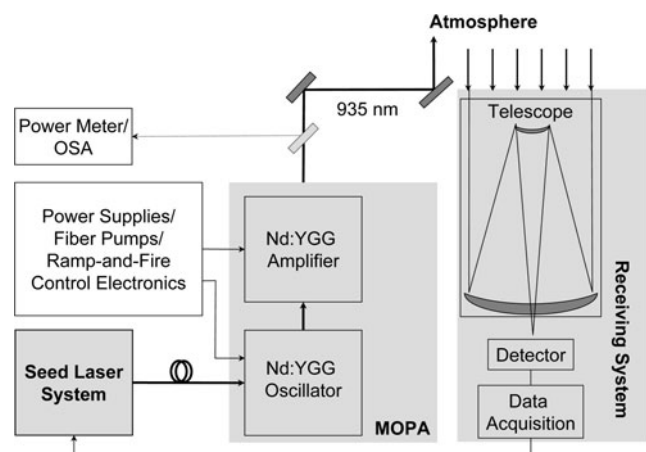 Atmosphere
935 nm
Telescope
Power Meter/
OSA
Power Supplies/
Fiber Pumps/
Ramp-and-Fire
Control Electronics
Nd:YGG
Amplifier
Receiving System
Seed Laser
System
Nd:YGG
Oscillator
MOPA
Detector
Data
Acquisition